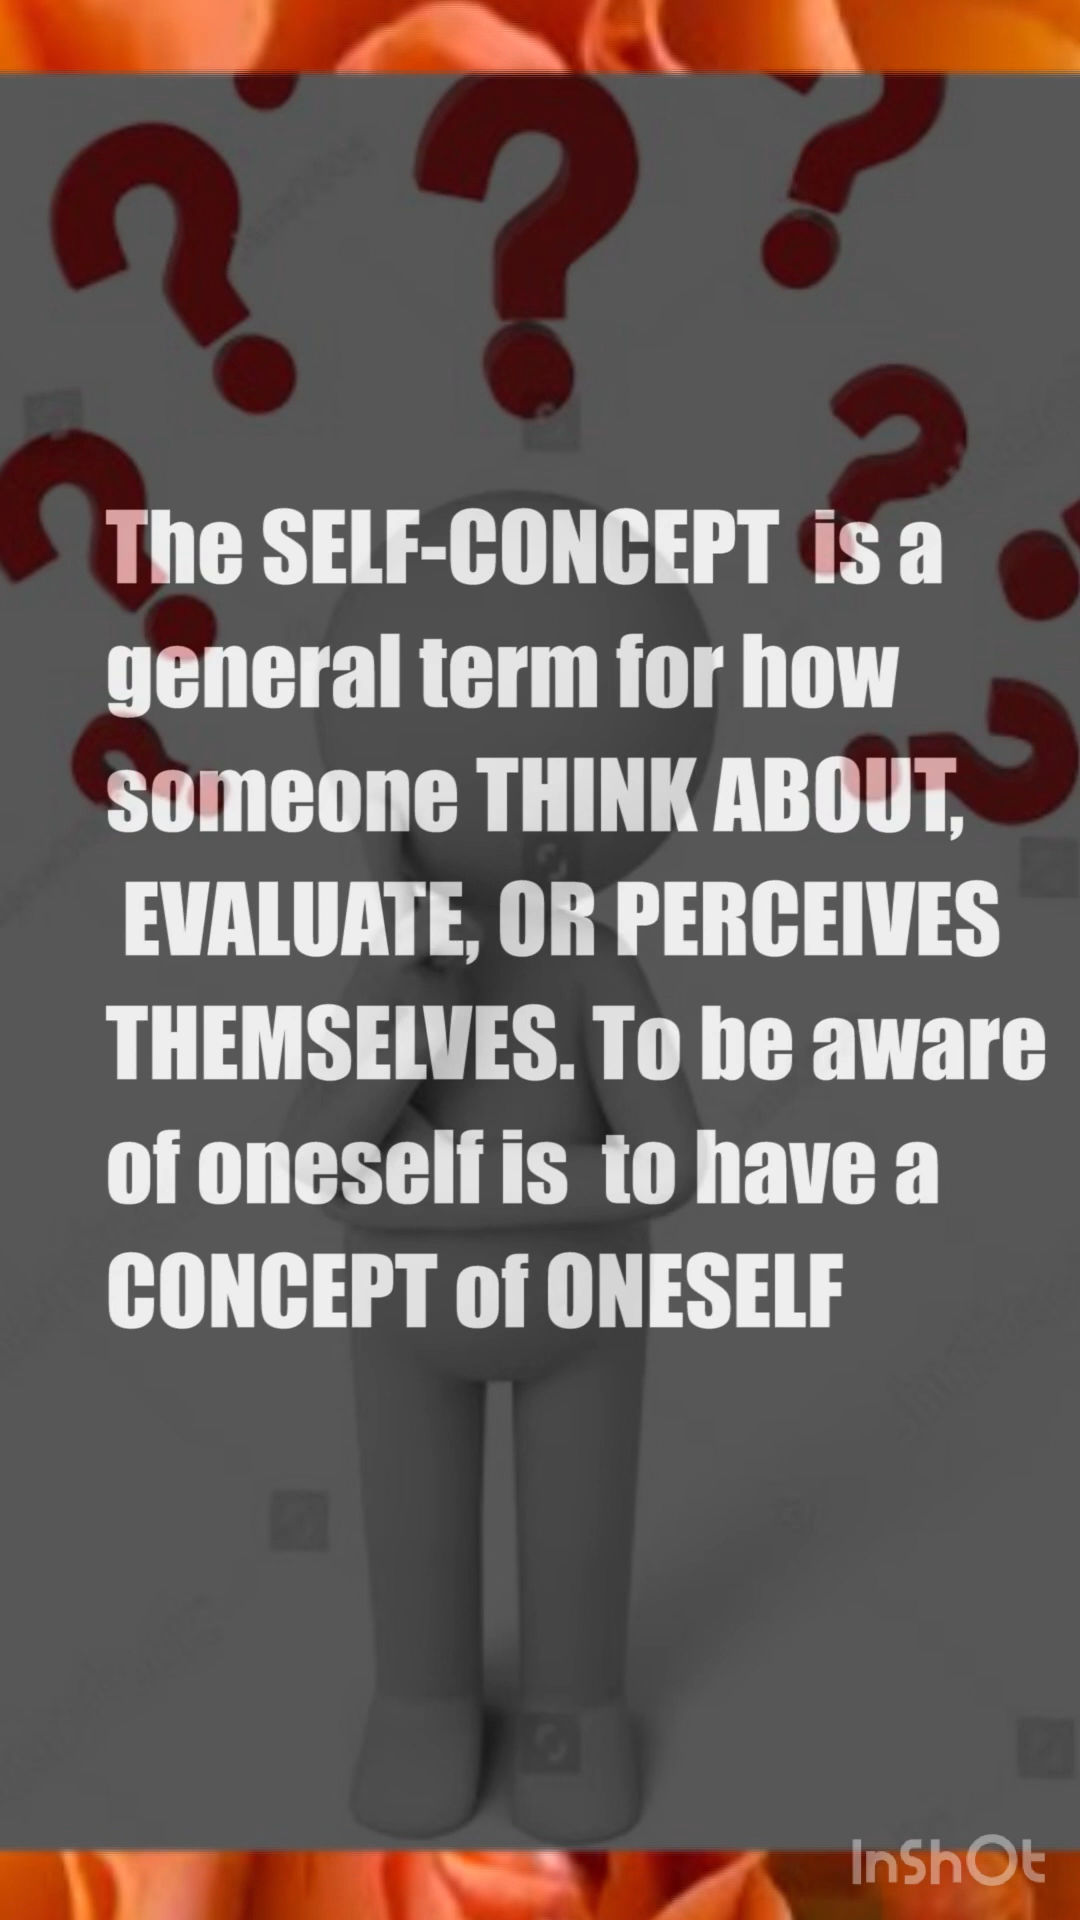 The SELF-CONCEPT is a
general term for how
someone THINK ABOUT,
EVALUATE, OR PERCEIVES
THEMSELVES. To be aware
of oneself is to have a
CONCEPT of ONESELF
InShOt